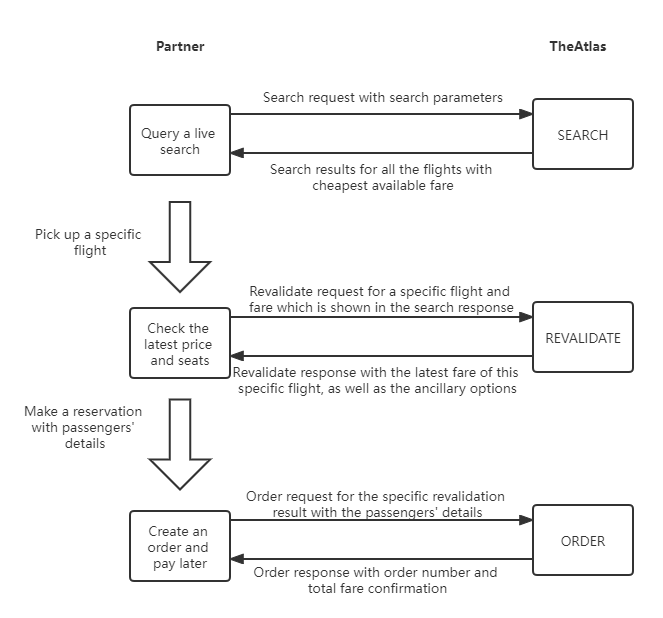 Partner
TheAtlas
Search request with search parameters
Query a live
search
SEARCH
Search results for all the flights with
cheapest available fare
Pick up a specific
flight
Revalidate request for a specific flight and
fare which is shown in the search response
Check the
latest price
and seats
REVALIDATE
Revalidate response with the latest fare of this
specific flight, as well as the ancillary options
Make a reservation
with passengers'
details
Order request for the specific revalidation
result with the passengers' details
Create an
order and
pay later
ORDER
Order response with order number and
total fare confirmation